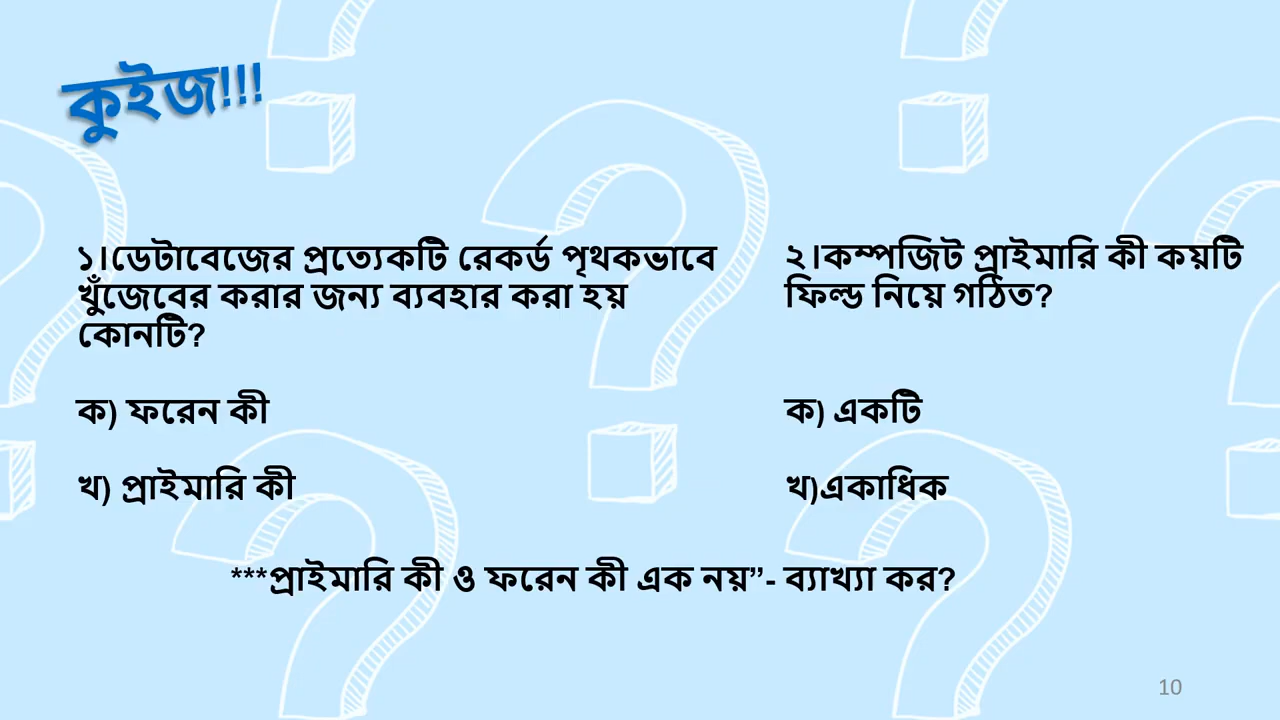 কুইজ!!!
১।ডেটাবেজের প্রত্যেকটি রেকর্ড পৃথকভাবে
খুঁজেবের করার জন্য ব্যবহার করা হয়
কোনটি?
ক) ফরেন কী
খ) প্রাইমারি কী
২।কম্পজিট প্রাইমারি কী কয়টি
ফিল্ড নিয়ে গঠিত?
ক) একটি
খ)একাধিক
***প্রাইমারি কী ও ফরেন কী এক নয়”- ব্যাখ্যা কর?
10